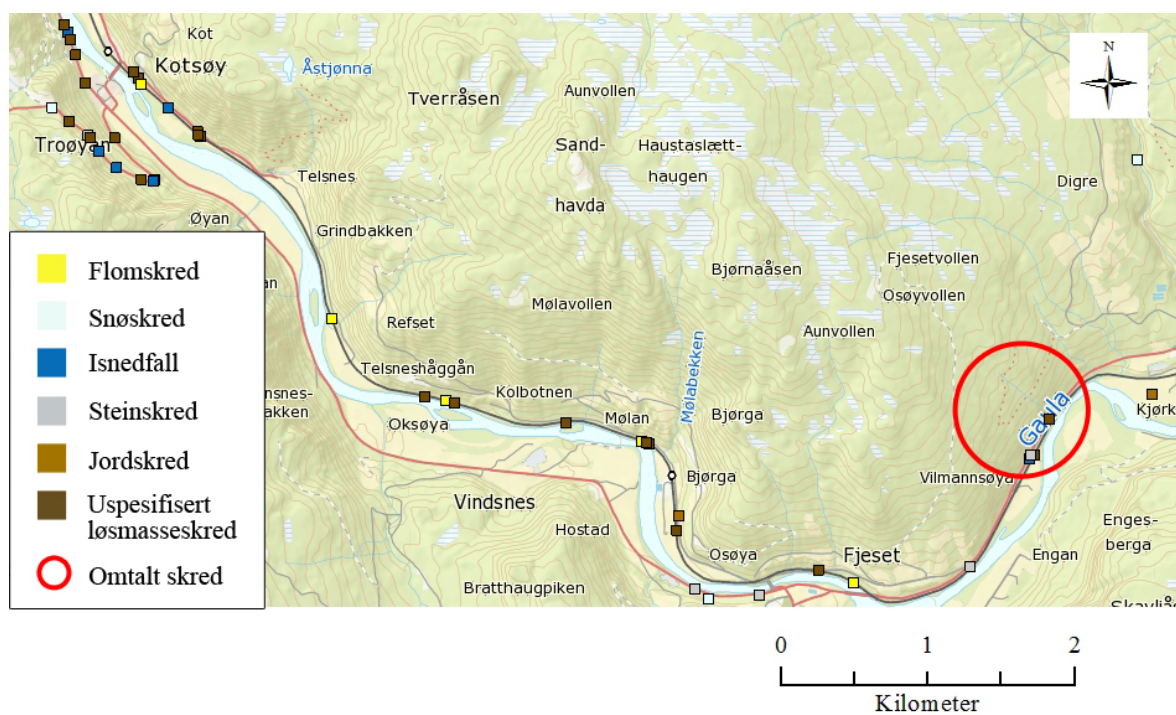 Kot
Kotsøy
Åstjønna
Tverråsen
Aunvollen
N
Sand-
havda
Haustaslætt-
haugen
Troøyan
Digre
Telsnes
Øyan
Grindbakken
Fjesetvollen
Bjørnaåsen
Osøyvollen
Mølavollen
Refset
Aunvollen
Mølabekken
Telsneshåggån
Kolbotnen
Oksøya
Mølan
Bjørga
Gaula
Kjørk
Bjørga
Vilmannsøya
Vindsnes
Hostad
Osøya
Fjeset
Engan
Enges-
berga
Bratthaugpiken
Flomskred
Snøskred
Isnedfall
Steinskred
Jordskred
Uspesifisert
løsmasseskred
Omtalt skred
0 1 2
Kilometer